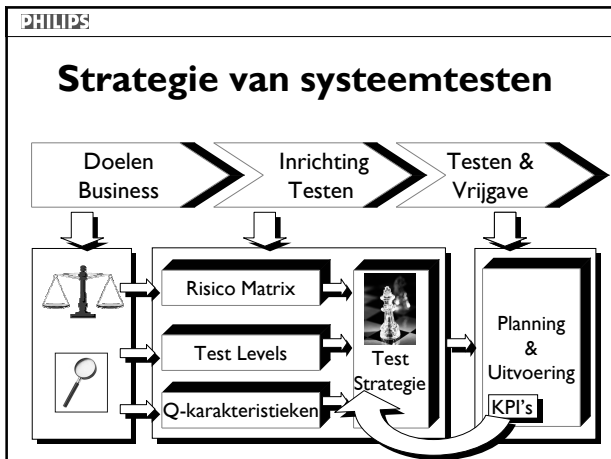 PHILIPS
Strategie van systeemtesten
Doelen
Business
Inrichting
Testen
Testen &
Vrijgave
Risico Matrix
Test Levels
Q-karakteristieken
Test
Strategie
Planning
&
Uitvoering
KPI's